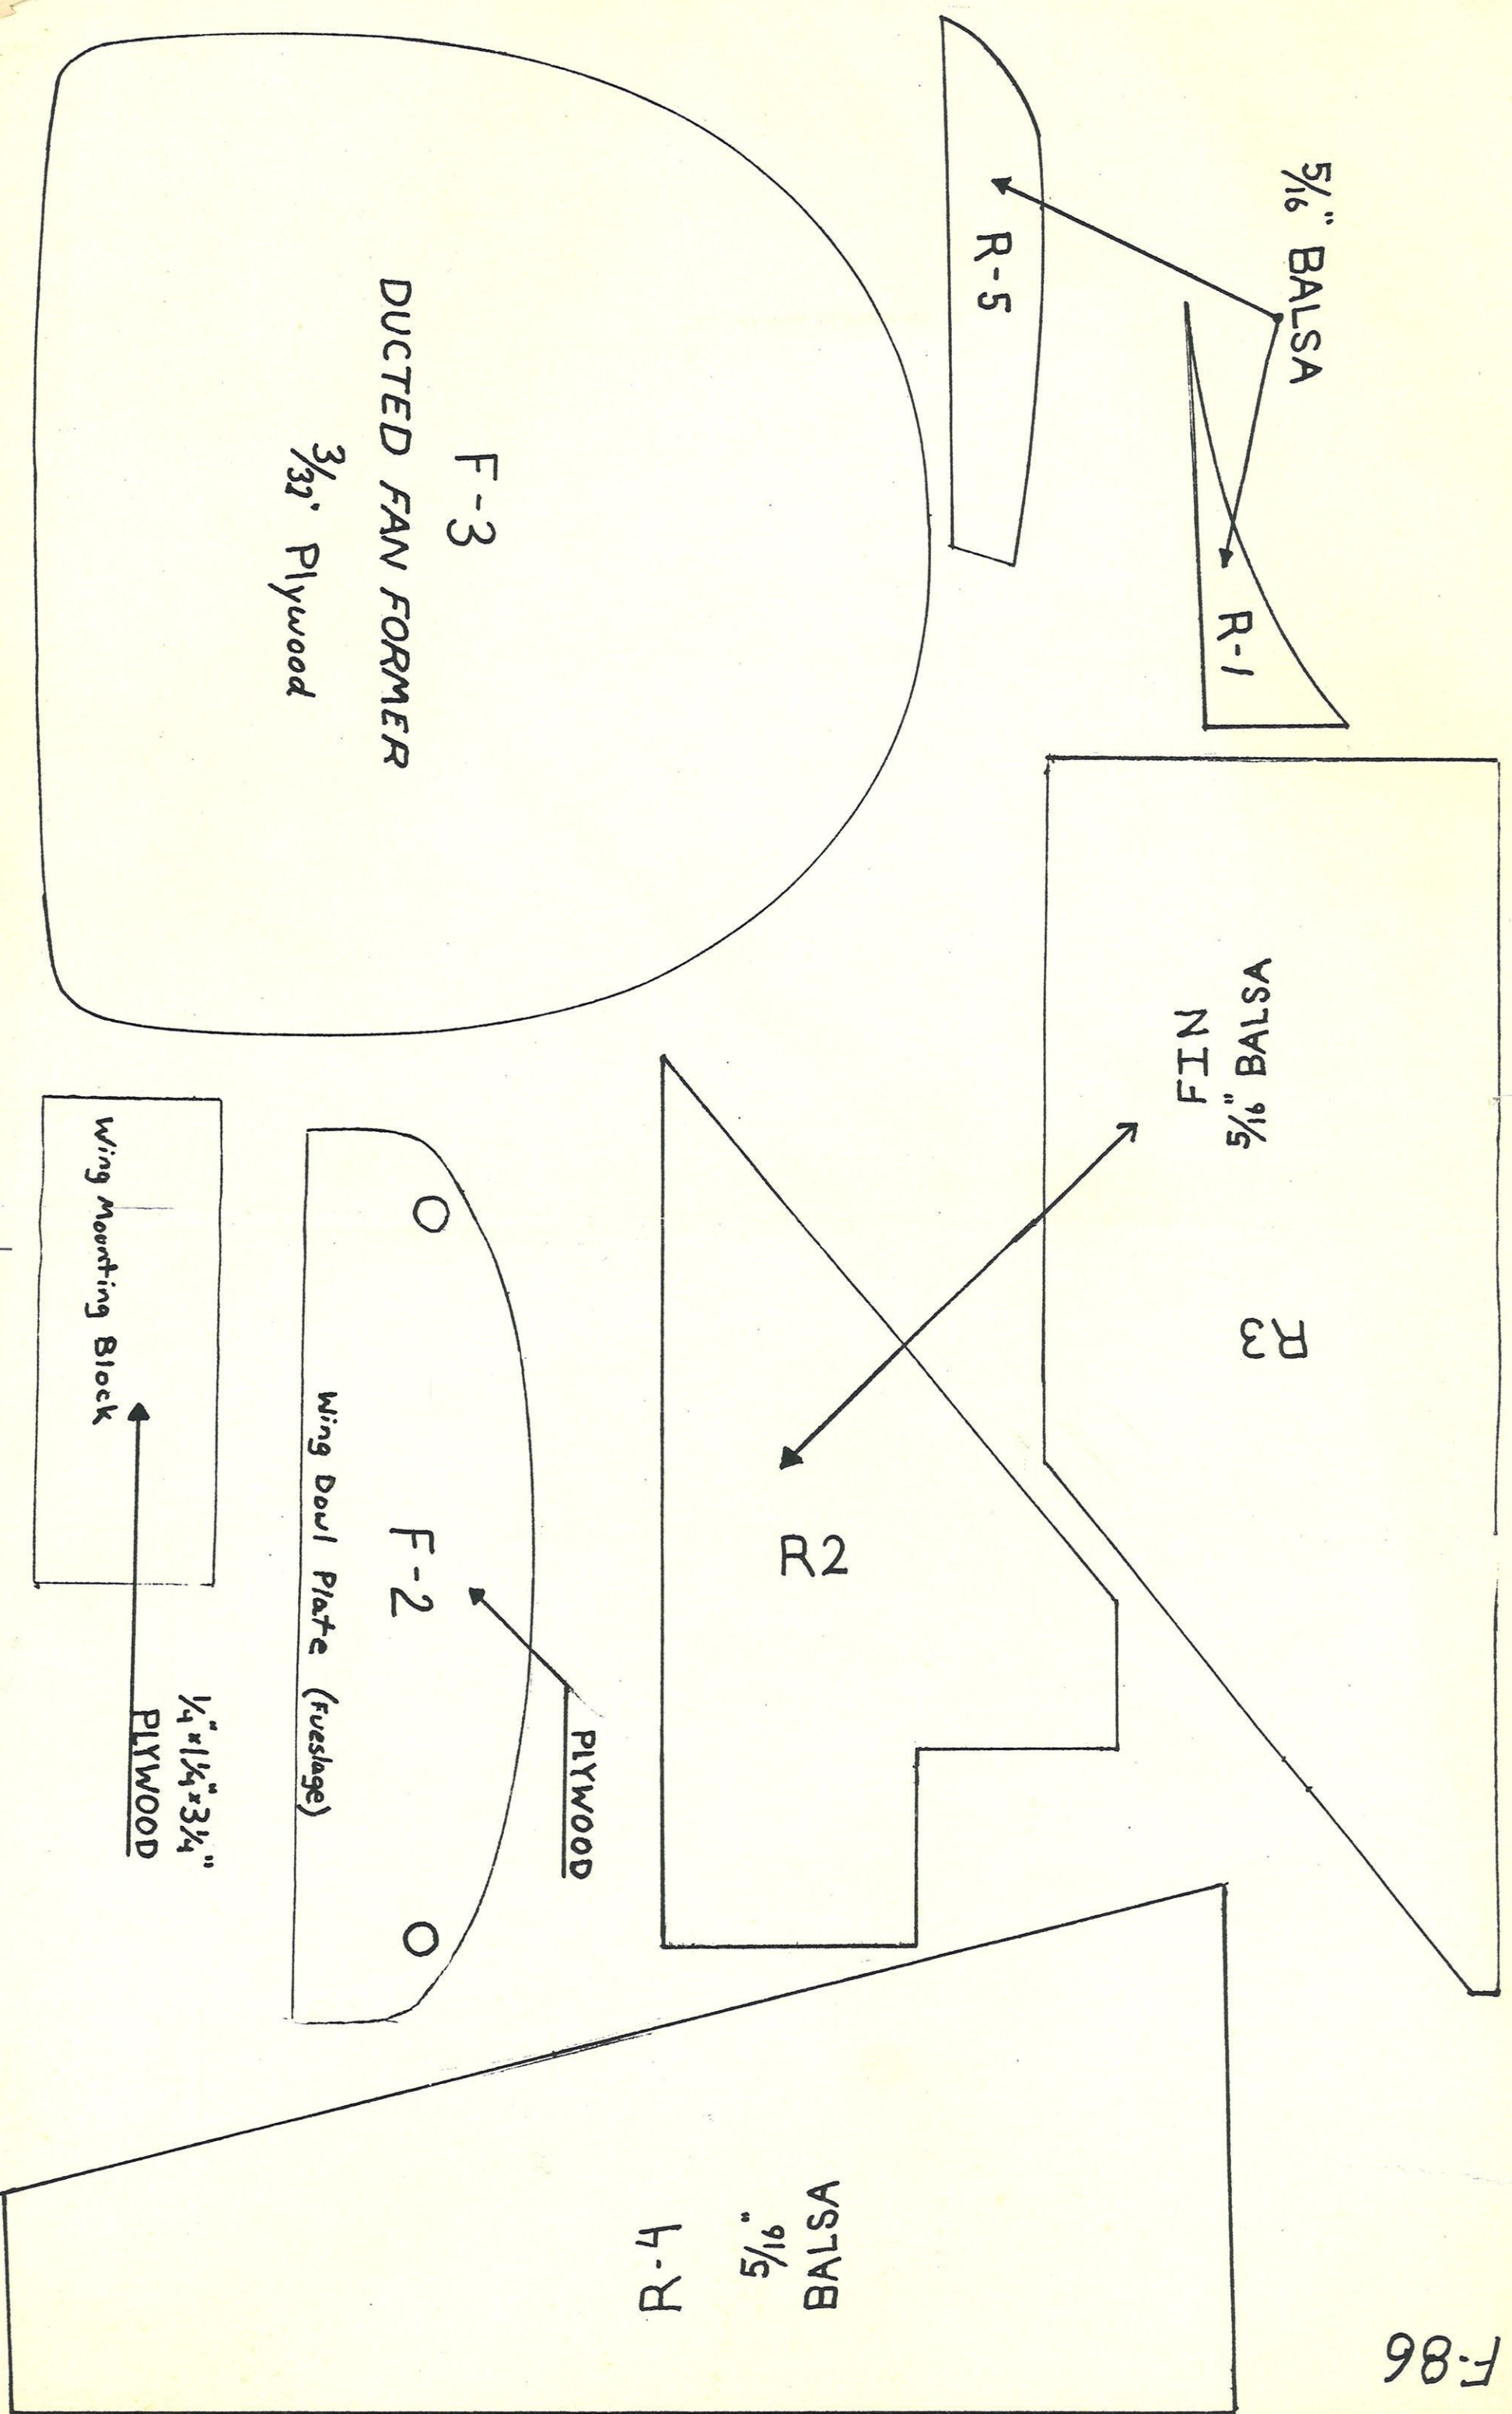 5/16" BALSA
R-5
R-1
F-3
DUCTED FAN FORMER
3/32" Plywood
FIN
5/16" BALSA
R3
R2
Wing Mounting Block
1/4"x1 1/4"x3 1/4"
PLYWOOD
F-2
Wing Dowl Plate (Fueslage)
PLYWOOD
R-4
5/16"
BALSA
F-86